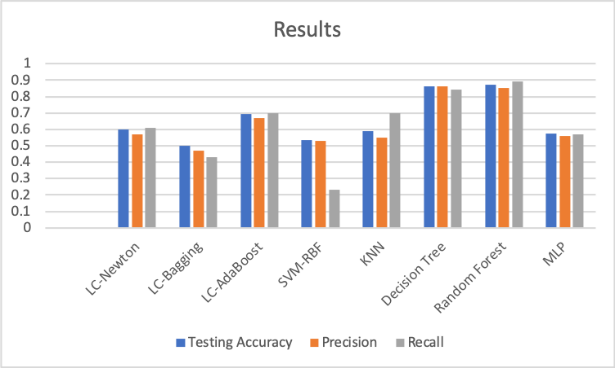 Results
1
0.9
0.8
0.7
0.6
0.5
0.4
0.3
0.2
0.1
0
LC-Newton
LC-Bagging
LC-AdaBoost
SVM-RBF
KNN
Decision Tree
Random Forest
MLP
Testing Accuracy Precision Recall